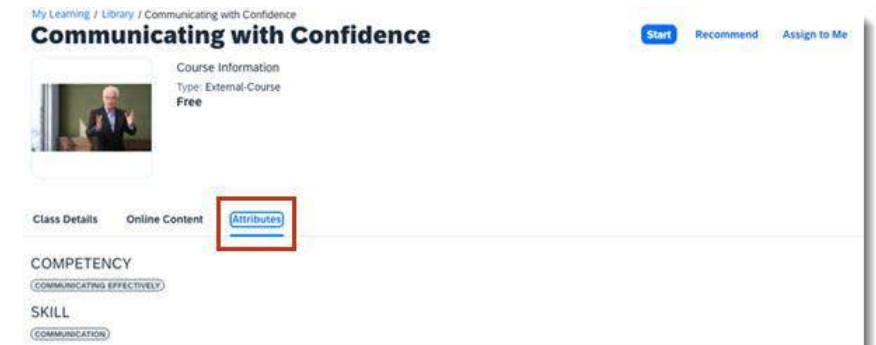 My Learning / Library / Communicating with Confidence
Communicating with Confidence
Start Recommend Assign to Me
Course Information
Type: External-Course
Free
Class Details Online Content Attributes
COMPETENCY
COMMUNICATING EFFECTIVELY
SKILL
COMMUNICATION